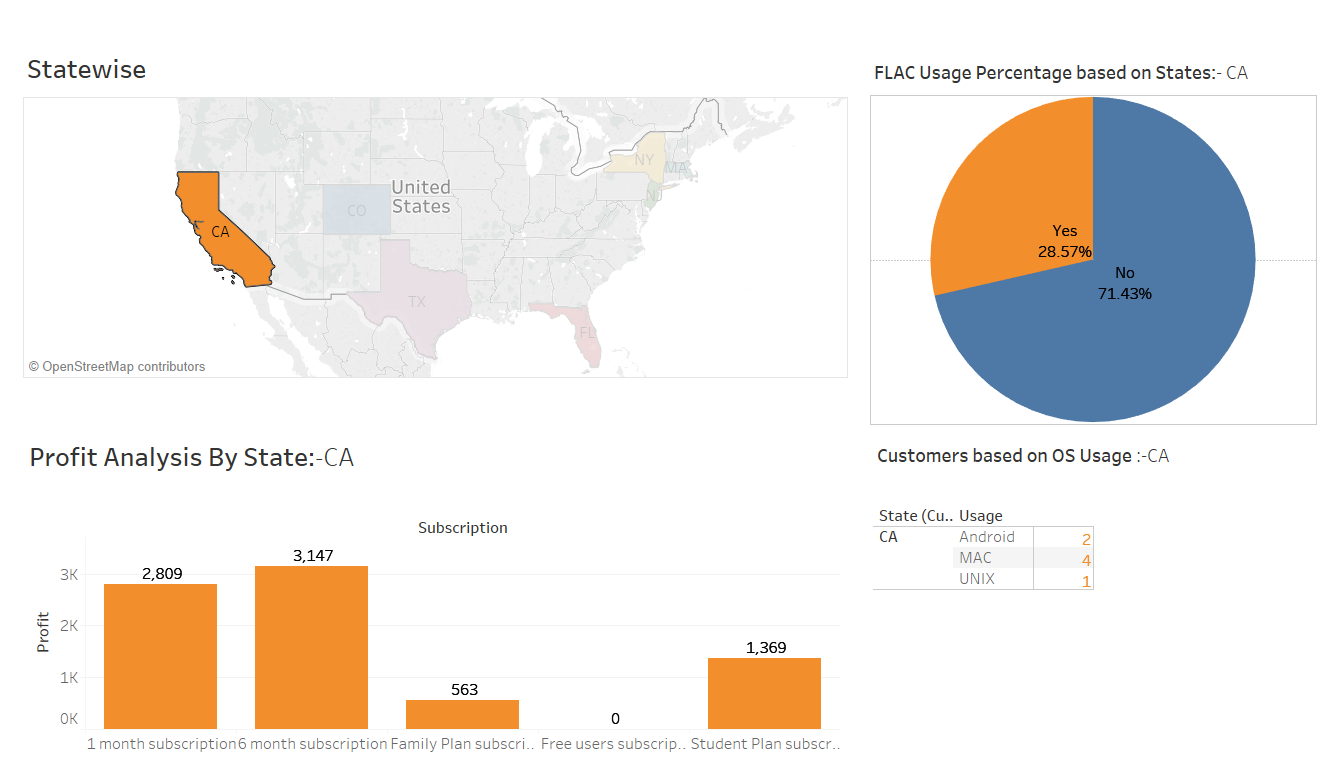 Statewise
CA
CO
United
States
TX
FL
NY
MA
NJ
© OpenStreetMap contributors
FLAC Usage Percentage based on States:- CA
Yes
28.57%
No
71.43%
Profit Analysis By State:-CA
Subscription
Profit
3K
2K
1K
0K
2,809
3,147
563
0
1,369
1 month subscription
6 month subscription
Family Plan subscri..
Free users subscrip..
Student Plan subscr..
Customers based on OS Usage :-CA
State (Cu.. Usage
CA Android 2
MAC 4
UNIX 1